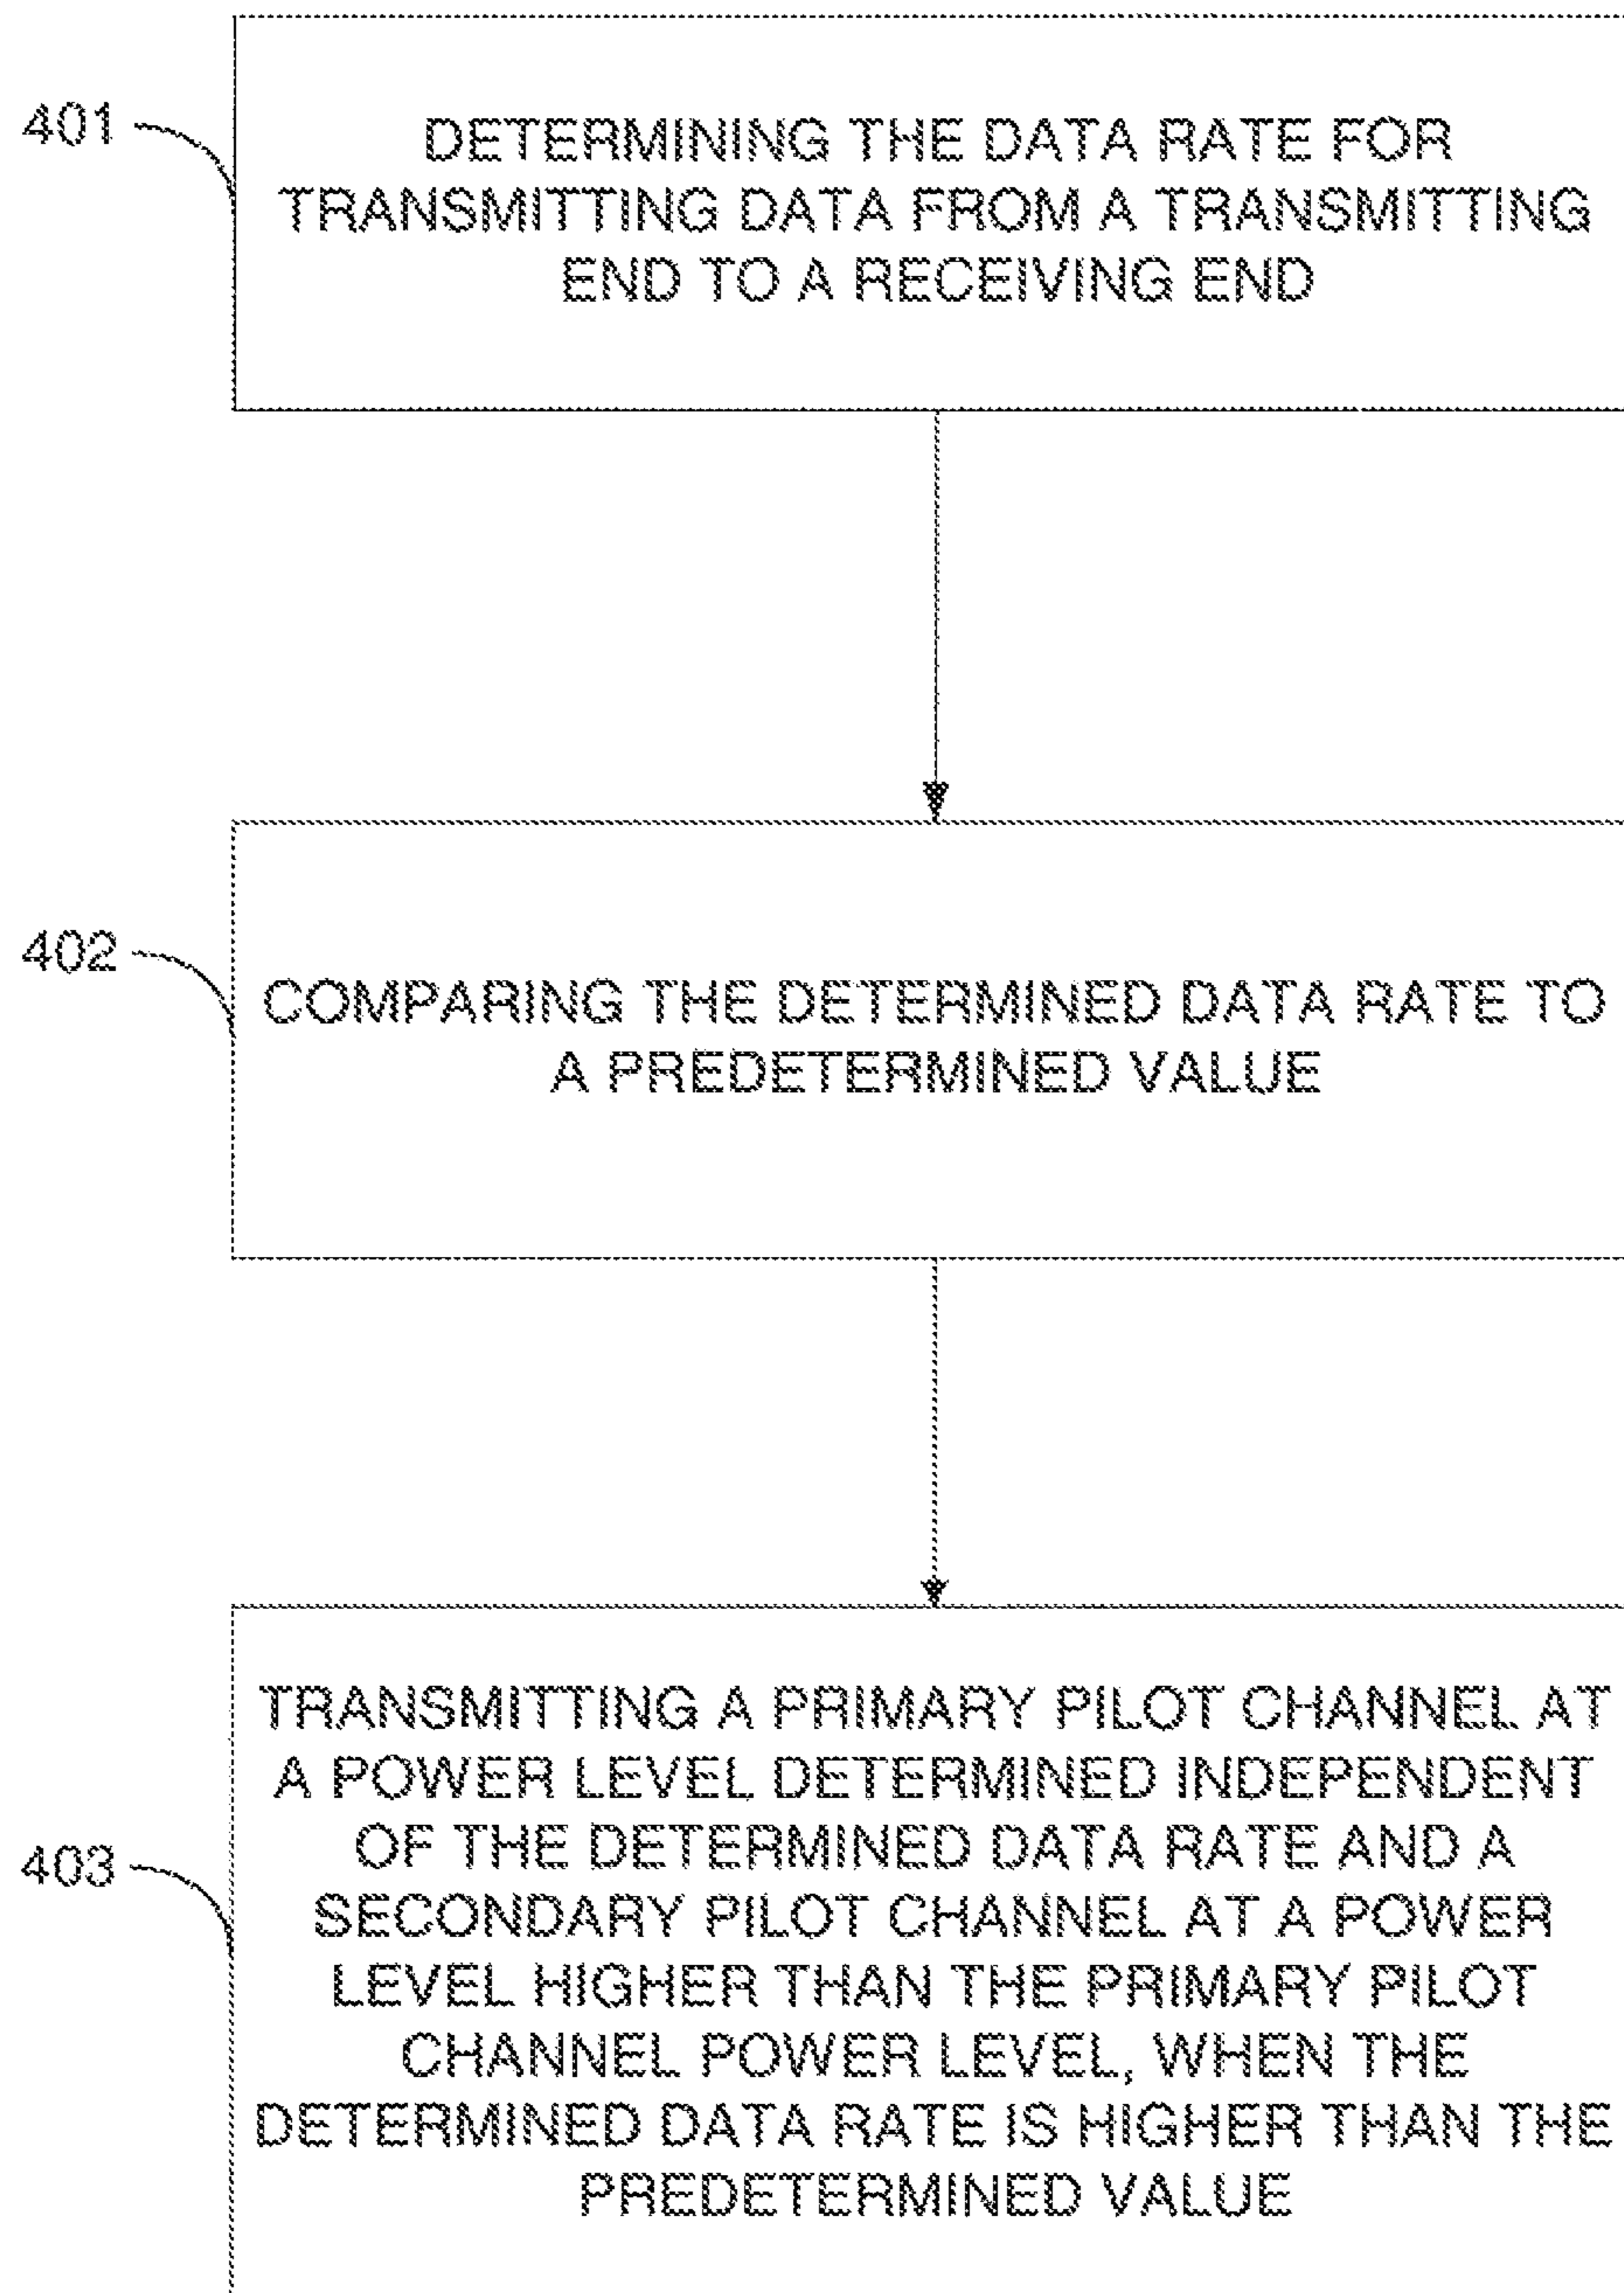 401
DETERMINING THE DATA RATE FOR
TRANSMITTING DATA FROM A TRANSMITTING
END TO A RECEIVING END
402
COMPARING THE DETERMINED DATA RATE TO
A PREDETERMINED VALUE
403
TRANSMITTING A PRIMARY PILOT CHANNEL AT
A POWER LEVEL DETERMINED INDEPENDENT
OF THE DETERMINED DATA RATE AND A
SECONDARY PILOT CHANNEL AT A POWER
LEVEL HIGHER THAN THE PRIMARY PILOT
CHANNEL POWER LEVEL, WHEN THE
DETERMINED DATA RATE IS HIGHER THAN THE
PREDETERMINED VALUE